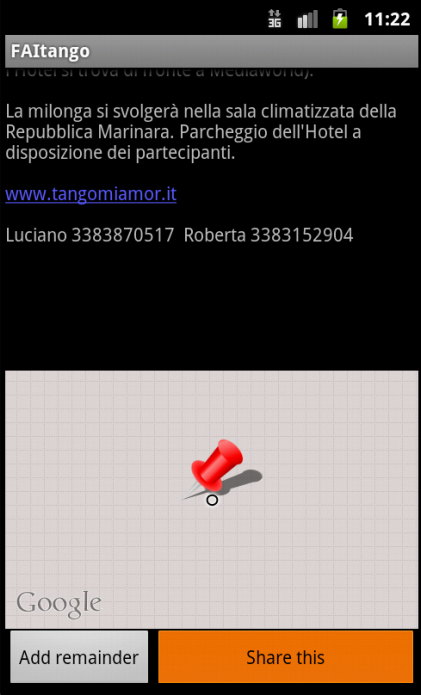 3G 11:22
FAItango
l'Hotel si trova di fronte a Mediaworld).
La milonga si svolgerà nella sala climatizzata della
Repubblica Marinara. Parcheggio dell'Hotel a
disposizione dei partecipanti.
www.tangomiamor.it
Luciano 3383870517 Roberta 3383152904
Google
Add remainder Share this